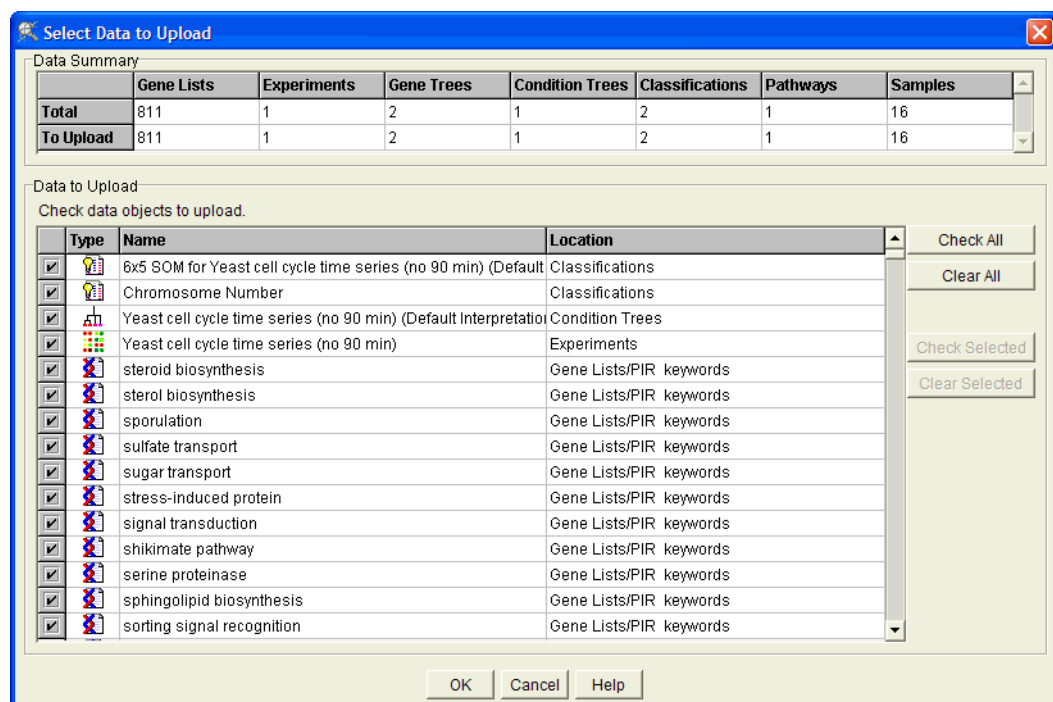 Select Data to Upload
Data Summary
Gene Lists Experiments Gene Trees Condition Trees Classifications Pathways Samples
Total 811 1 2 1 2 1 16
To Upload 811 1 2 1 2 1 16
Data to Upload
Check data objects to upload.
Type Name Location
6x5 SOM for Yeast cell cycle time series (no 90 min) (Default Classifications
Chromosome Number Classifications
Yeast cell cycle time series (no 90 min) (Default Interpretation Condition Trees
Yeast cell cycle time series (no 90 min) Experiments
steroid biosynthesis Gene Lists/PIR keywords
sterol biosynthesis Gene Lists/PIR keywords
sporulation Gene Lists/PIR keywords
sulfate transport Gene Lists/PIR keywords
sugar transport Gene Lists/PIR keywords
stress-induced protein Gene Lists/PIR keywords
signal transduction Gene Lists/PIR keywords
shikimate pathway Gene Lists/PIR keywords
serine proteinase Gene Lists/PIR keywords
sphingolipid biosynthesis Gene Lists/PIR keywords
sorting signal recognition Gene Lists/PIR keywords
Check All
Clear All
Check Selected
Clear Selected
OK Cancel Help